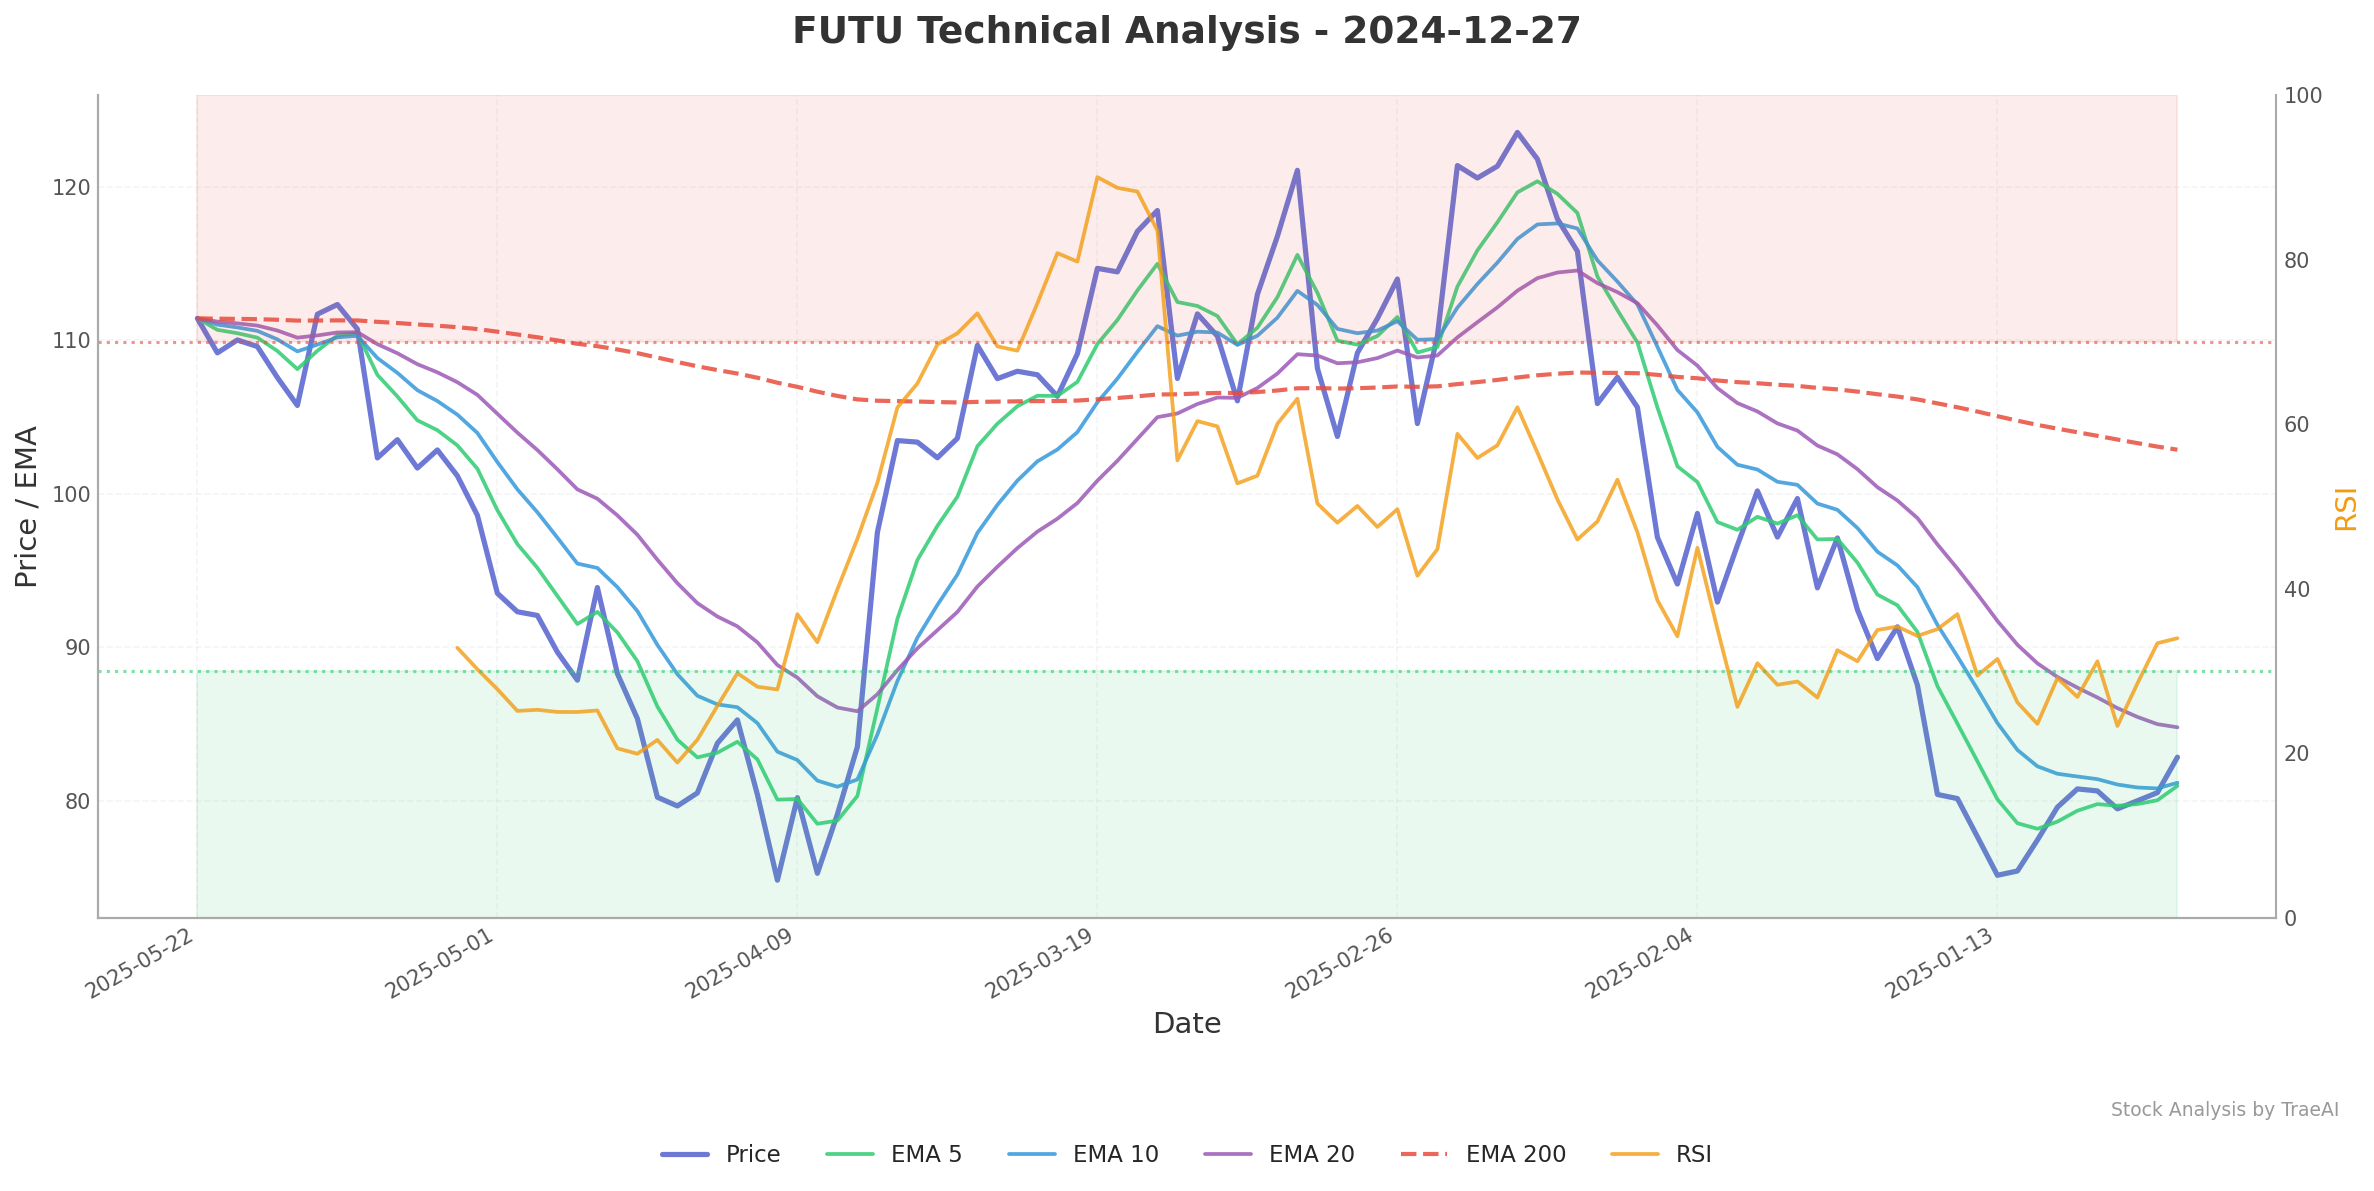 FUTU Technical Analysis - 2024-12-27
Price / EMA
120
110
100
90
80
RSI
100
80
60
40
20
0
2025-05-22
2025-05-01
2025-04-09
2025-03-19
2025-02-26
2025-02-04
2025-01-13
Date
Stock Analysis by TraeAI
Price
EMA 5
EMA 10
EMA 20
EMA 200
RSI